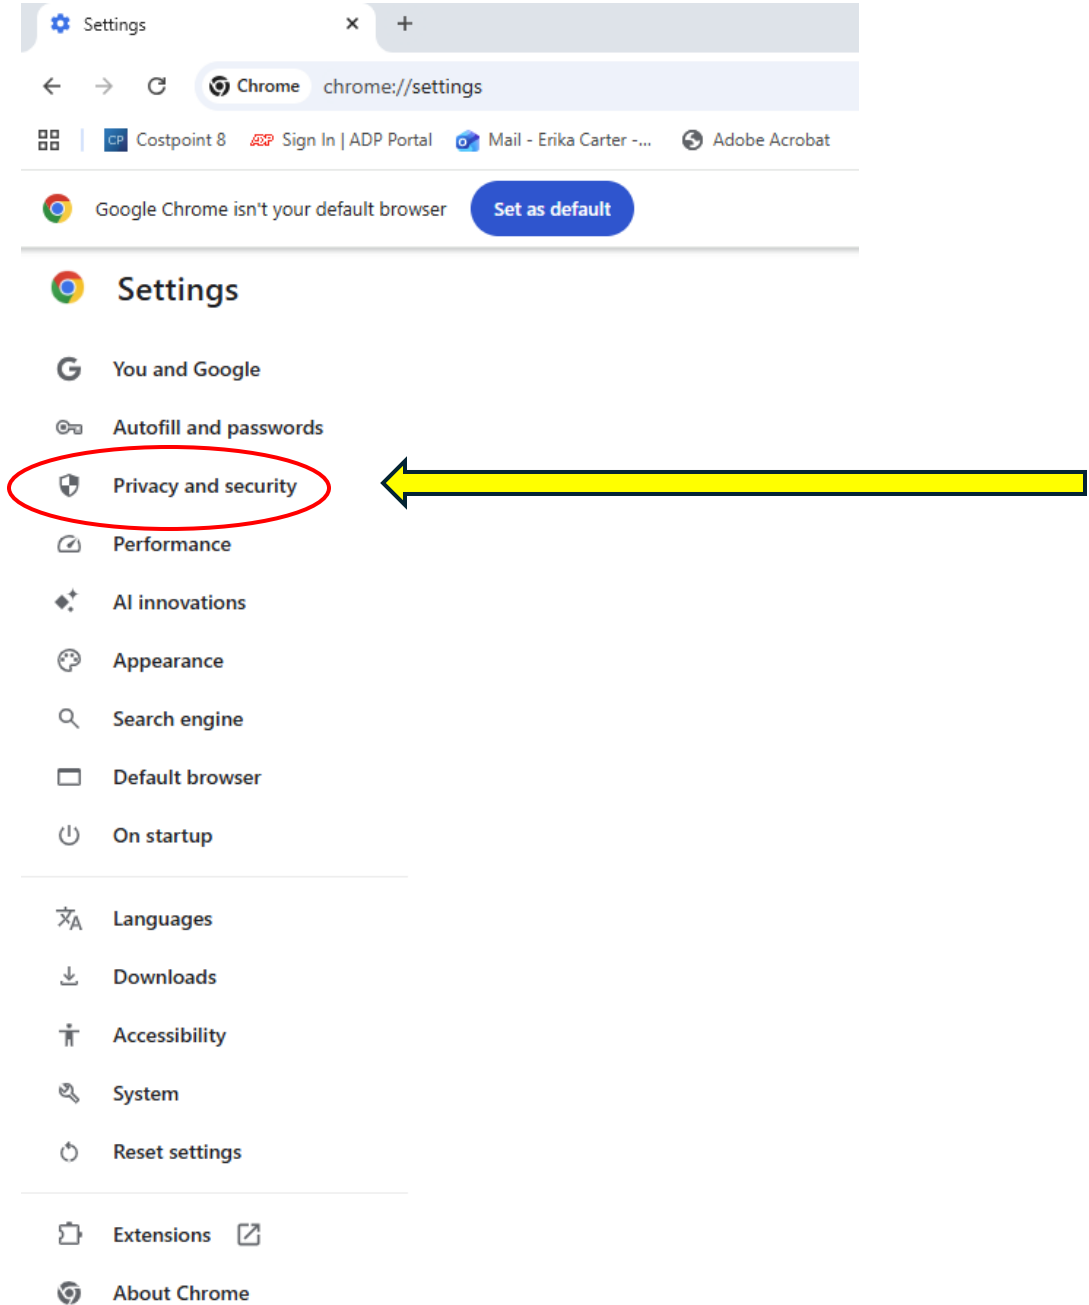 Settings
Chrome chrome://settings
CP Costpoint 8 ADP Sign In | ADP Portal Mail - Erika Carter -... Adobe Acrobat
Google Chrome isn't your default browser Set as default
Settings
You and Google
Autofill and passwords
Privacy and security
Performance
AI innovations
Appearance
Search engine
Default browser
On startup
Languages
Downloads
Accessibility
System
Reset settings
Extensions
About Chrome